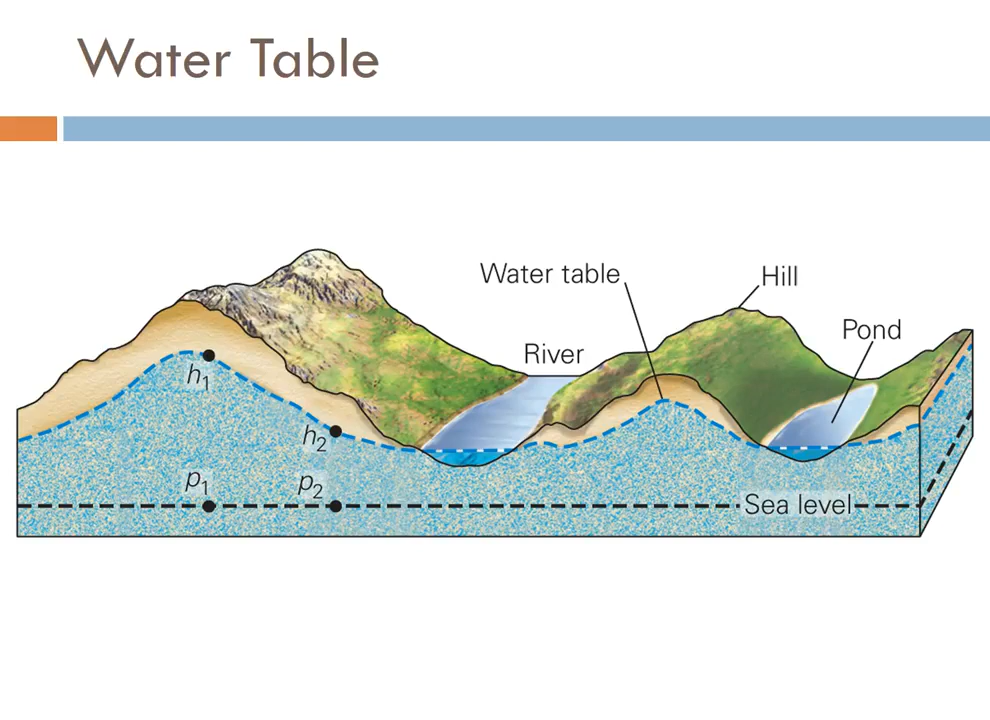 Water Table
Water table
Hill
Pond
River
h1
h2
p1
p2
Sea level